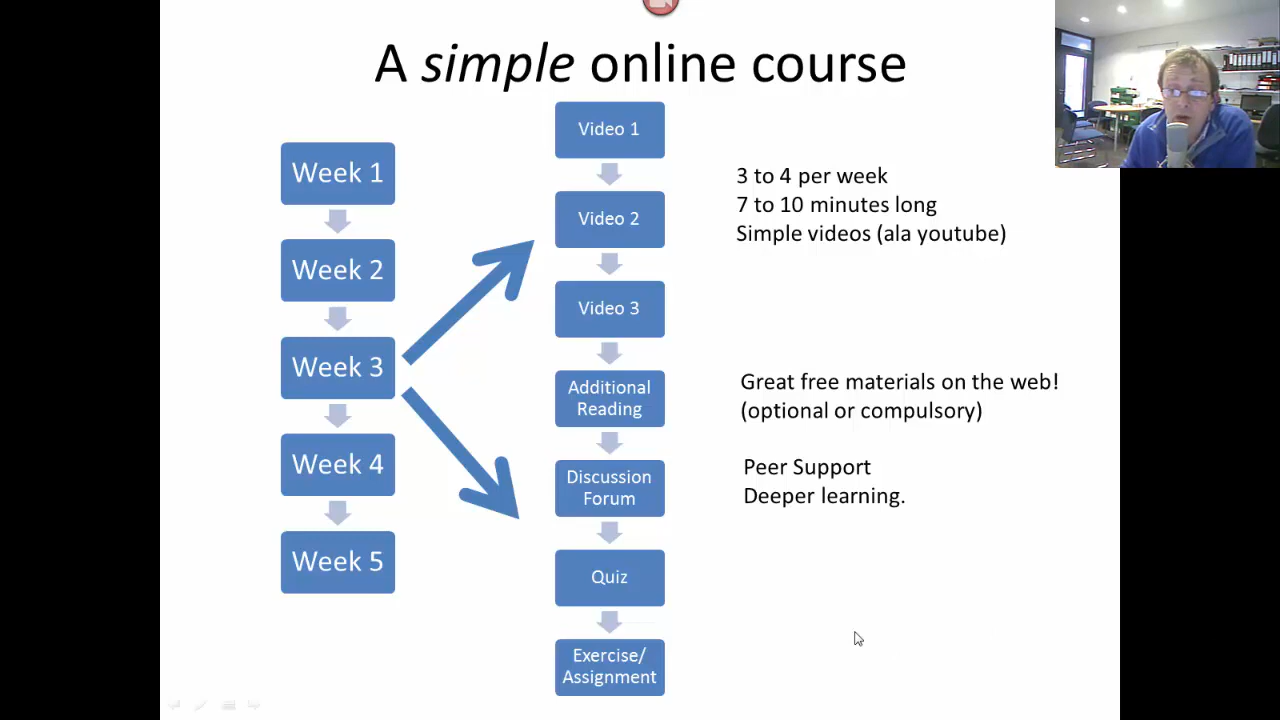 A simple online course
Week 1
Week 2
Week 3
Week 4
Week 5
Video 1
Video 2
Video 3
Additional
Reading
Discussion
Forum
Quiz
Exercise/
Assignment
3 to 4 per week
7 to 10 minutes long
Simple videos (ala youtube)
Great free materials on the web!
(optional or compulsory)
Peer Support
Deeper learning.